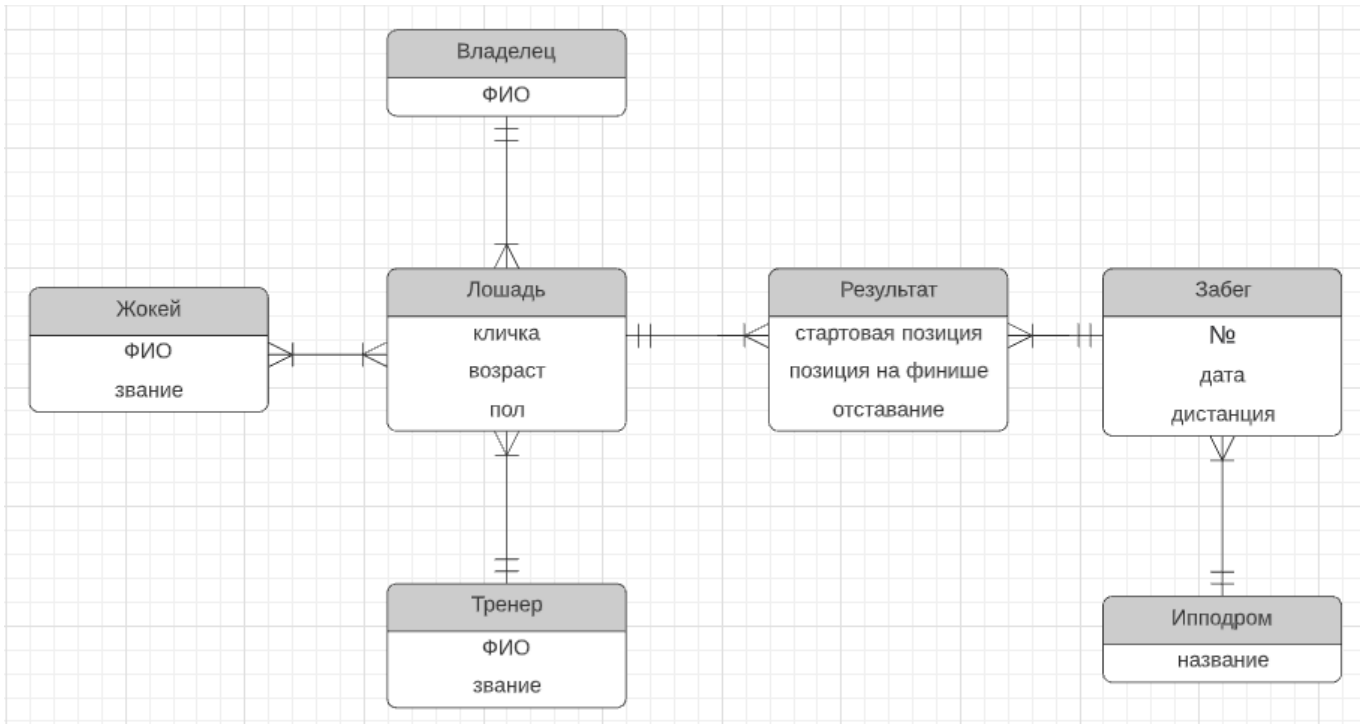 Владелец
ФИО
Жокей
ФИО
звание
Лошадь
кличка
возраст
пол
Результат
стартовая позиция
позиция на финише
отставание
Забег
№
дата
дистанция
Тренер
ФИО
звание
Ипподром
название